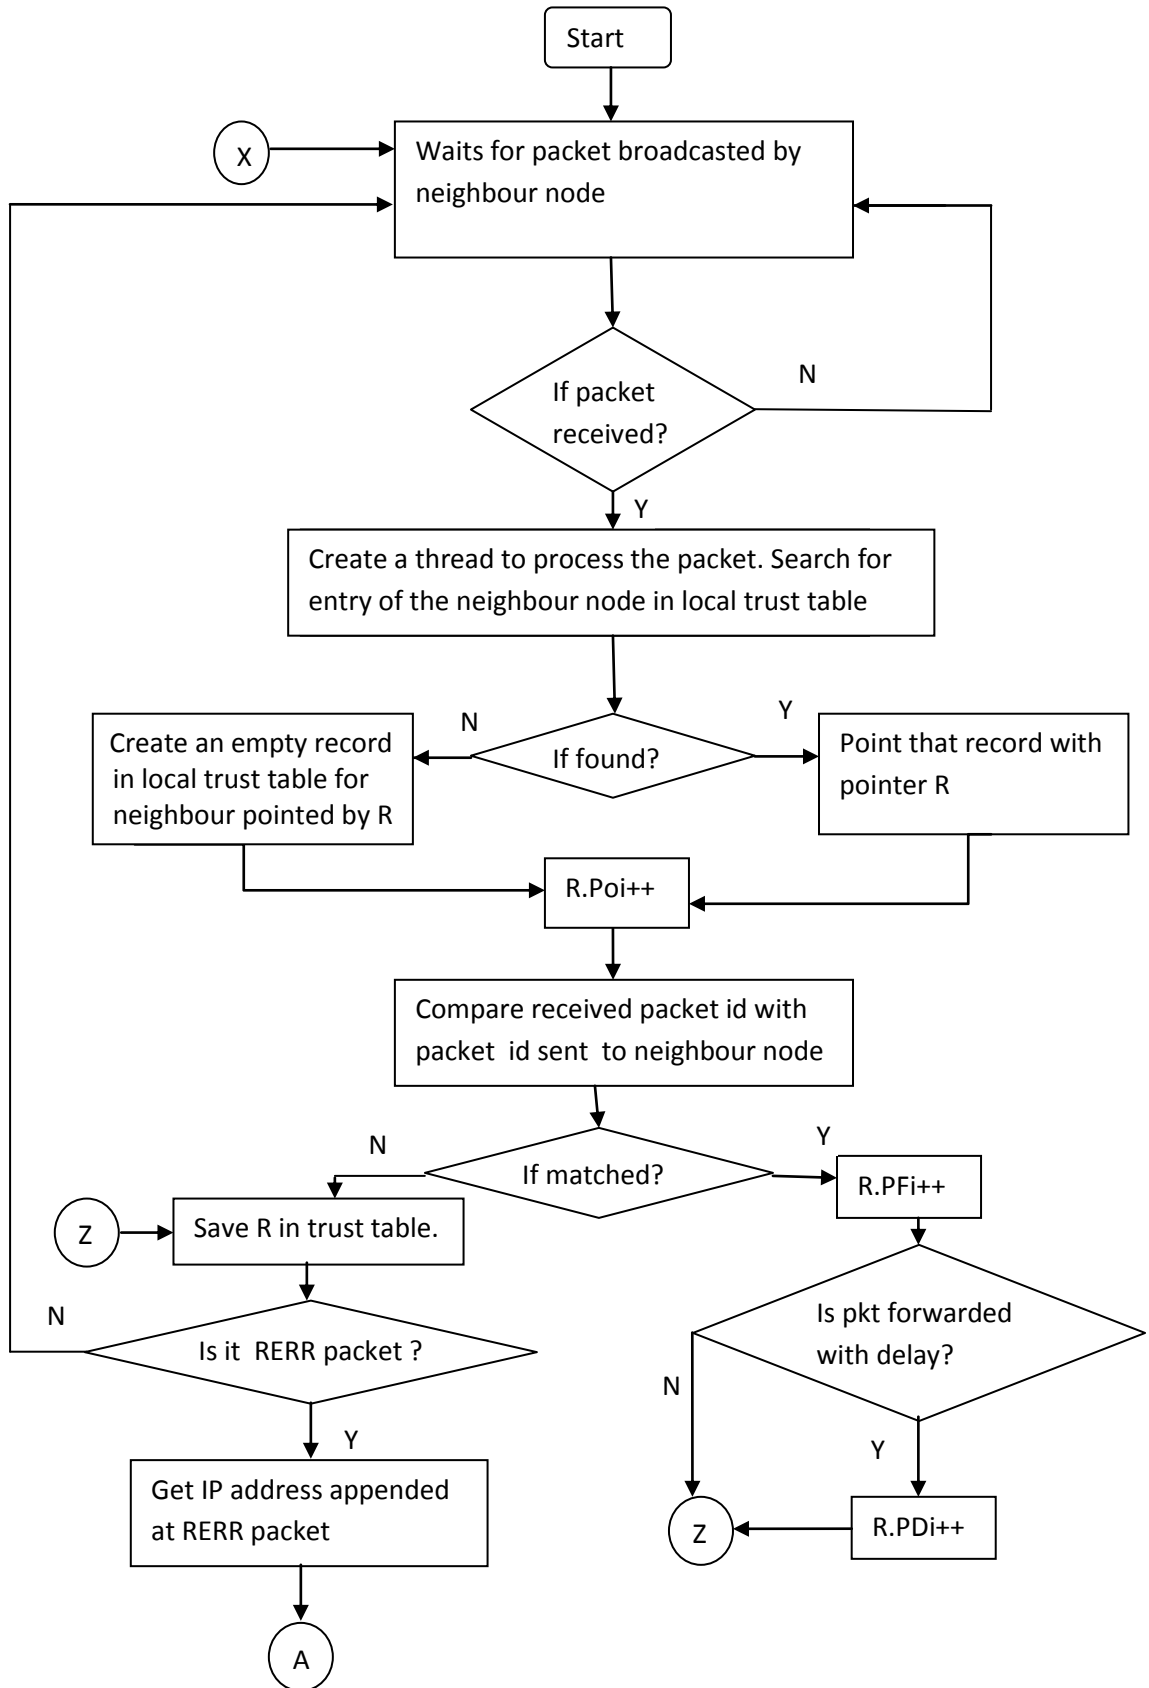 Start
X
Waits for packet broadcasted by
neighbour node
N
If packet
received?
Y
Create a thread to process the packet. Search for
entry of the neighbour node in local trust table
N
Y
Create an empty record
in local trust table for
neighbour pointed by R
If found?
Point that record with
pointer R
R.Poi++
Compare received packet id with
packet id sent to neighbour node
N
Y
If matched?
R.PFi++
Z
Save R in trust table.
N
Is it RERR packet ?
Is pkt forwarded
with delay?
N
Y
Y
Get IP address appended
at RERR packet
Z
R.PDi++
A